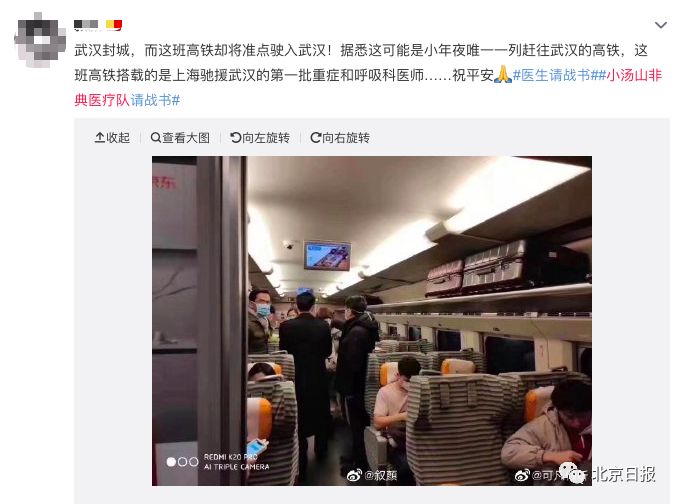 武汉封城，而这班高铁却将准点驶入武汉！据悉这可能是小年夜唯一一列赶往武汉的高铁，这
班高铁搭载的是上海驰援武汉的第一批重症和呼吸科医师……祝平安🙏#医生请战书##小汤山非
典医疗队请战书#
收起 查看大图 向左旋转 向右旋转
京东
REDMI K20 PRO
AI TRIPLE CAMERA
@叙顏
北京日报